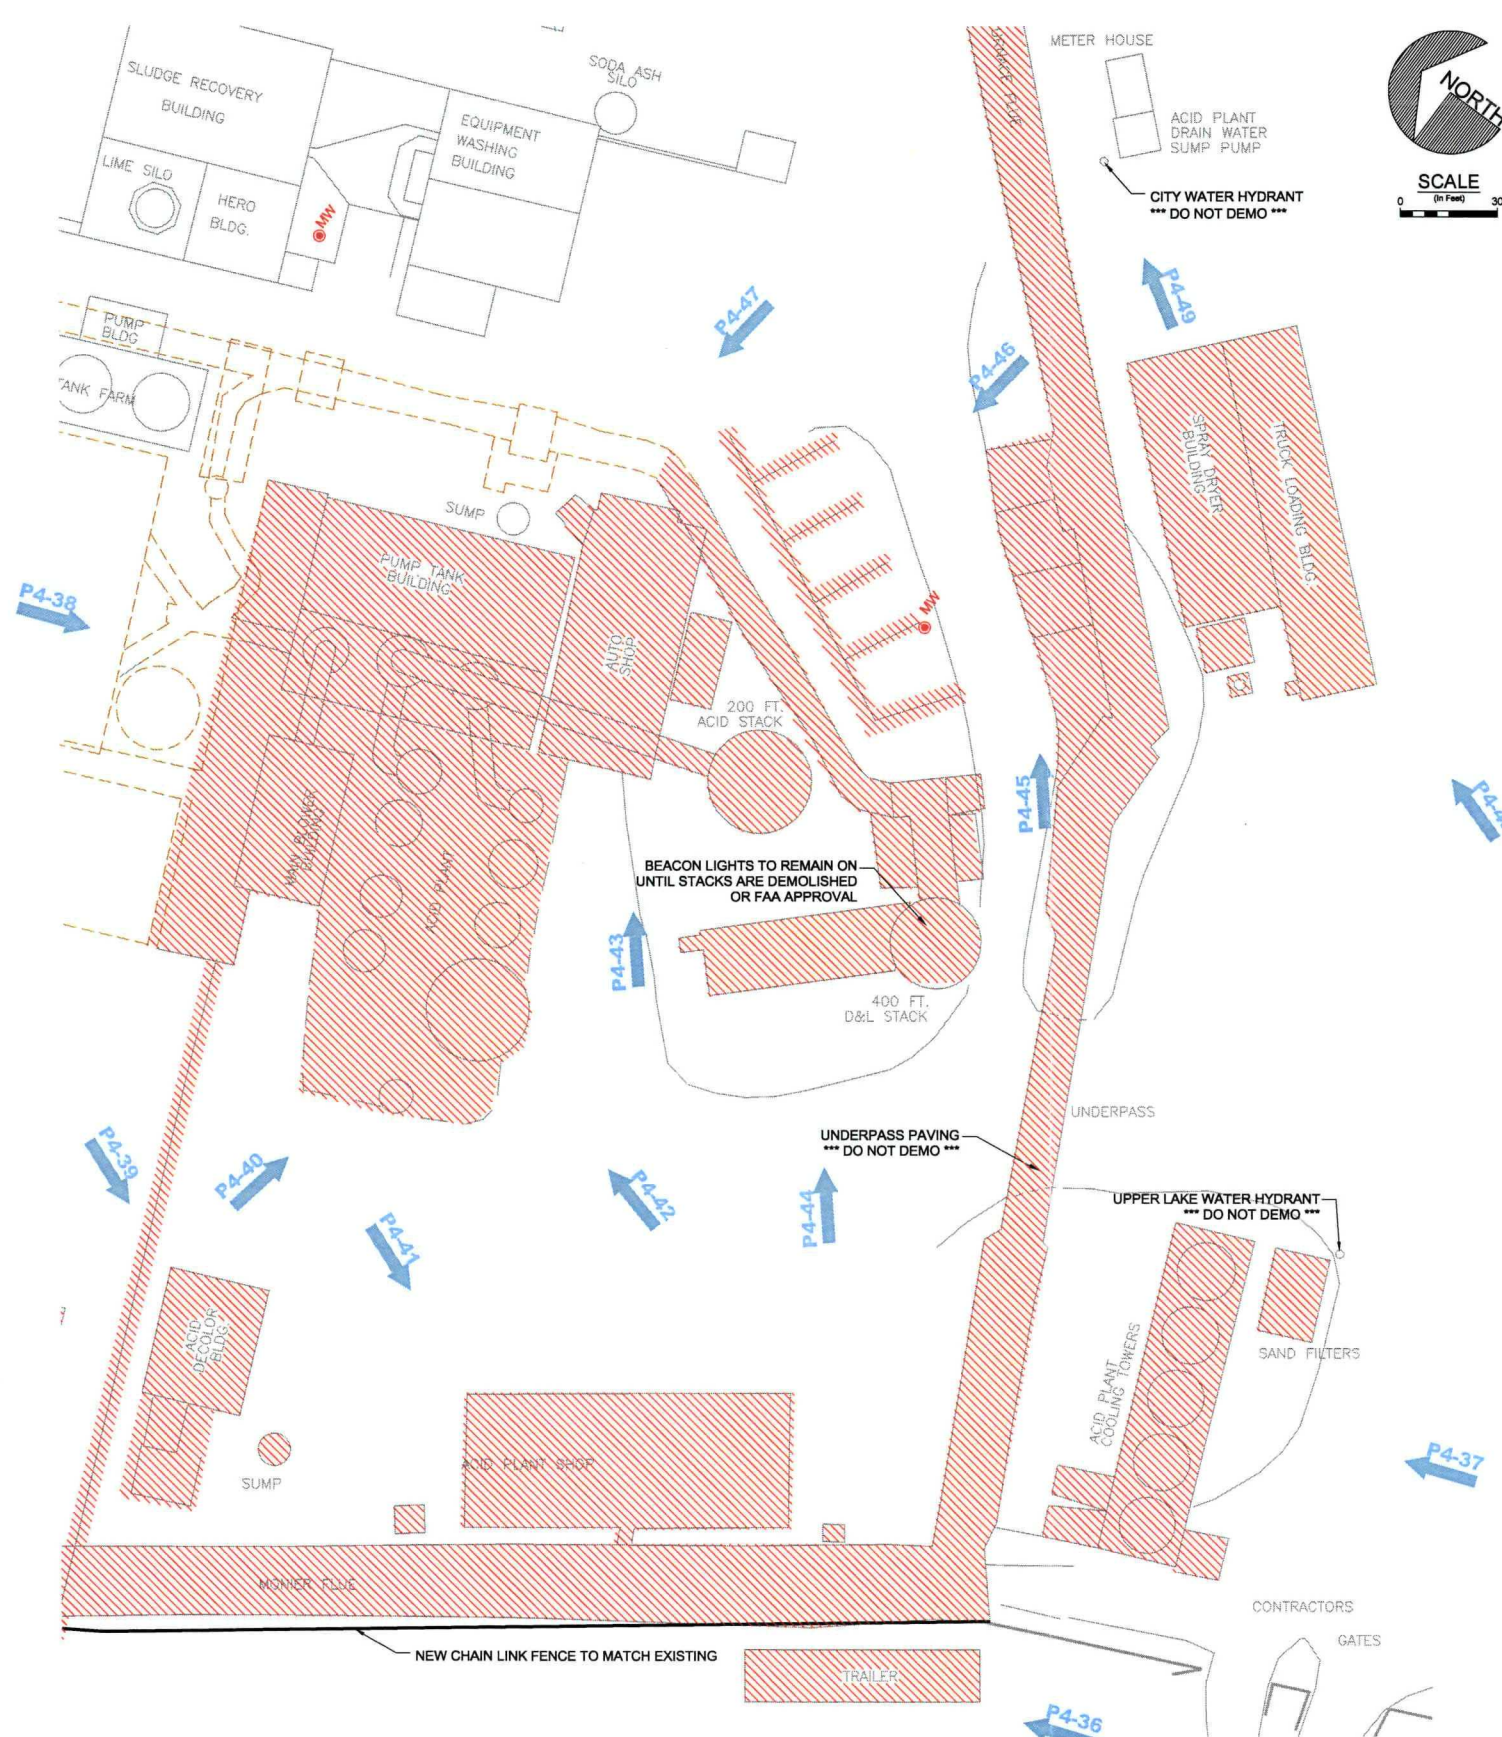 METER HOUSE
SODA ASH
SILO
SLUDGE RECOVERY
BUILDING
EQUIPMENT
WASHING
BUILDING
ACID PLANT
DRAIN WATER
SUMP PUMP
NORTH
LIME SILO
HERO
BLDG.
MW
CITY WATER HYDRANT
*** DO NOT DEMO ***
SCALE
(In Feet)
0 30
PUMP
BLDG
TANK FARM
P4-47
P4-46
P4-49
SPRAY DRYER
BUILDING
TRUCK LOADING BLDG.
SUMP
PUMP TANK
BUILDING
P4-38
AUTO
SHOP
MW
200 FT.
ACID STACK
P4-45
MAIN BLOWER
BUILDING
ACID PLANT
BEACON LIGHTS TO REMAIN ON
UNTIL STACKS ARE DEMOLISHED
OR FAA APPROVAL
P4-43
400 FT.
D&L STACK
UNDERPASS
UNDERPASS PAVING
*** DO NOT DEMO ***
P4-39
P4-40
P4-42
P4-44
P4-41
UPPER LAKE WATER HYDRANT
*** DO NOT DEMO ***
ACID
DECOLOR
BLDG.
SAND FILTERS
ACID PLANT
COOLING TOWERS
SUMP
ACID PLANT SHOP
P4-37
MONIER FLUE
CONTRACTORS
GATES
NEW CHAIN LINK FENCE TO MATCH EXISTING
TRAILER
P4-36